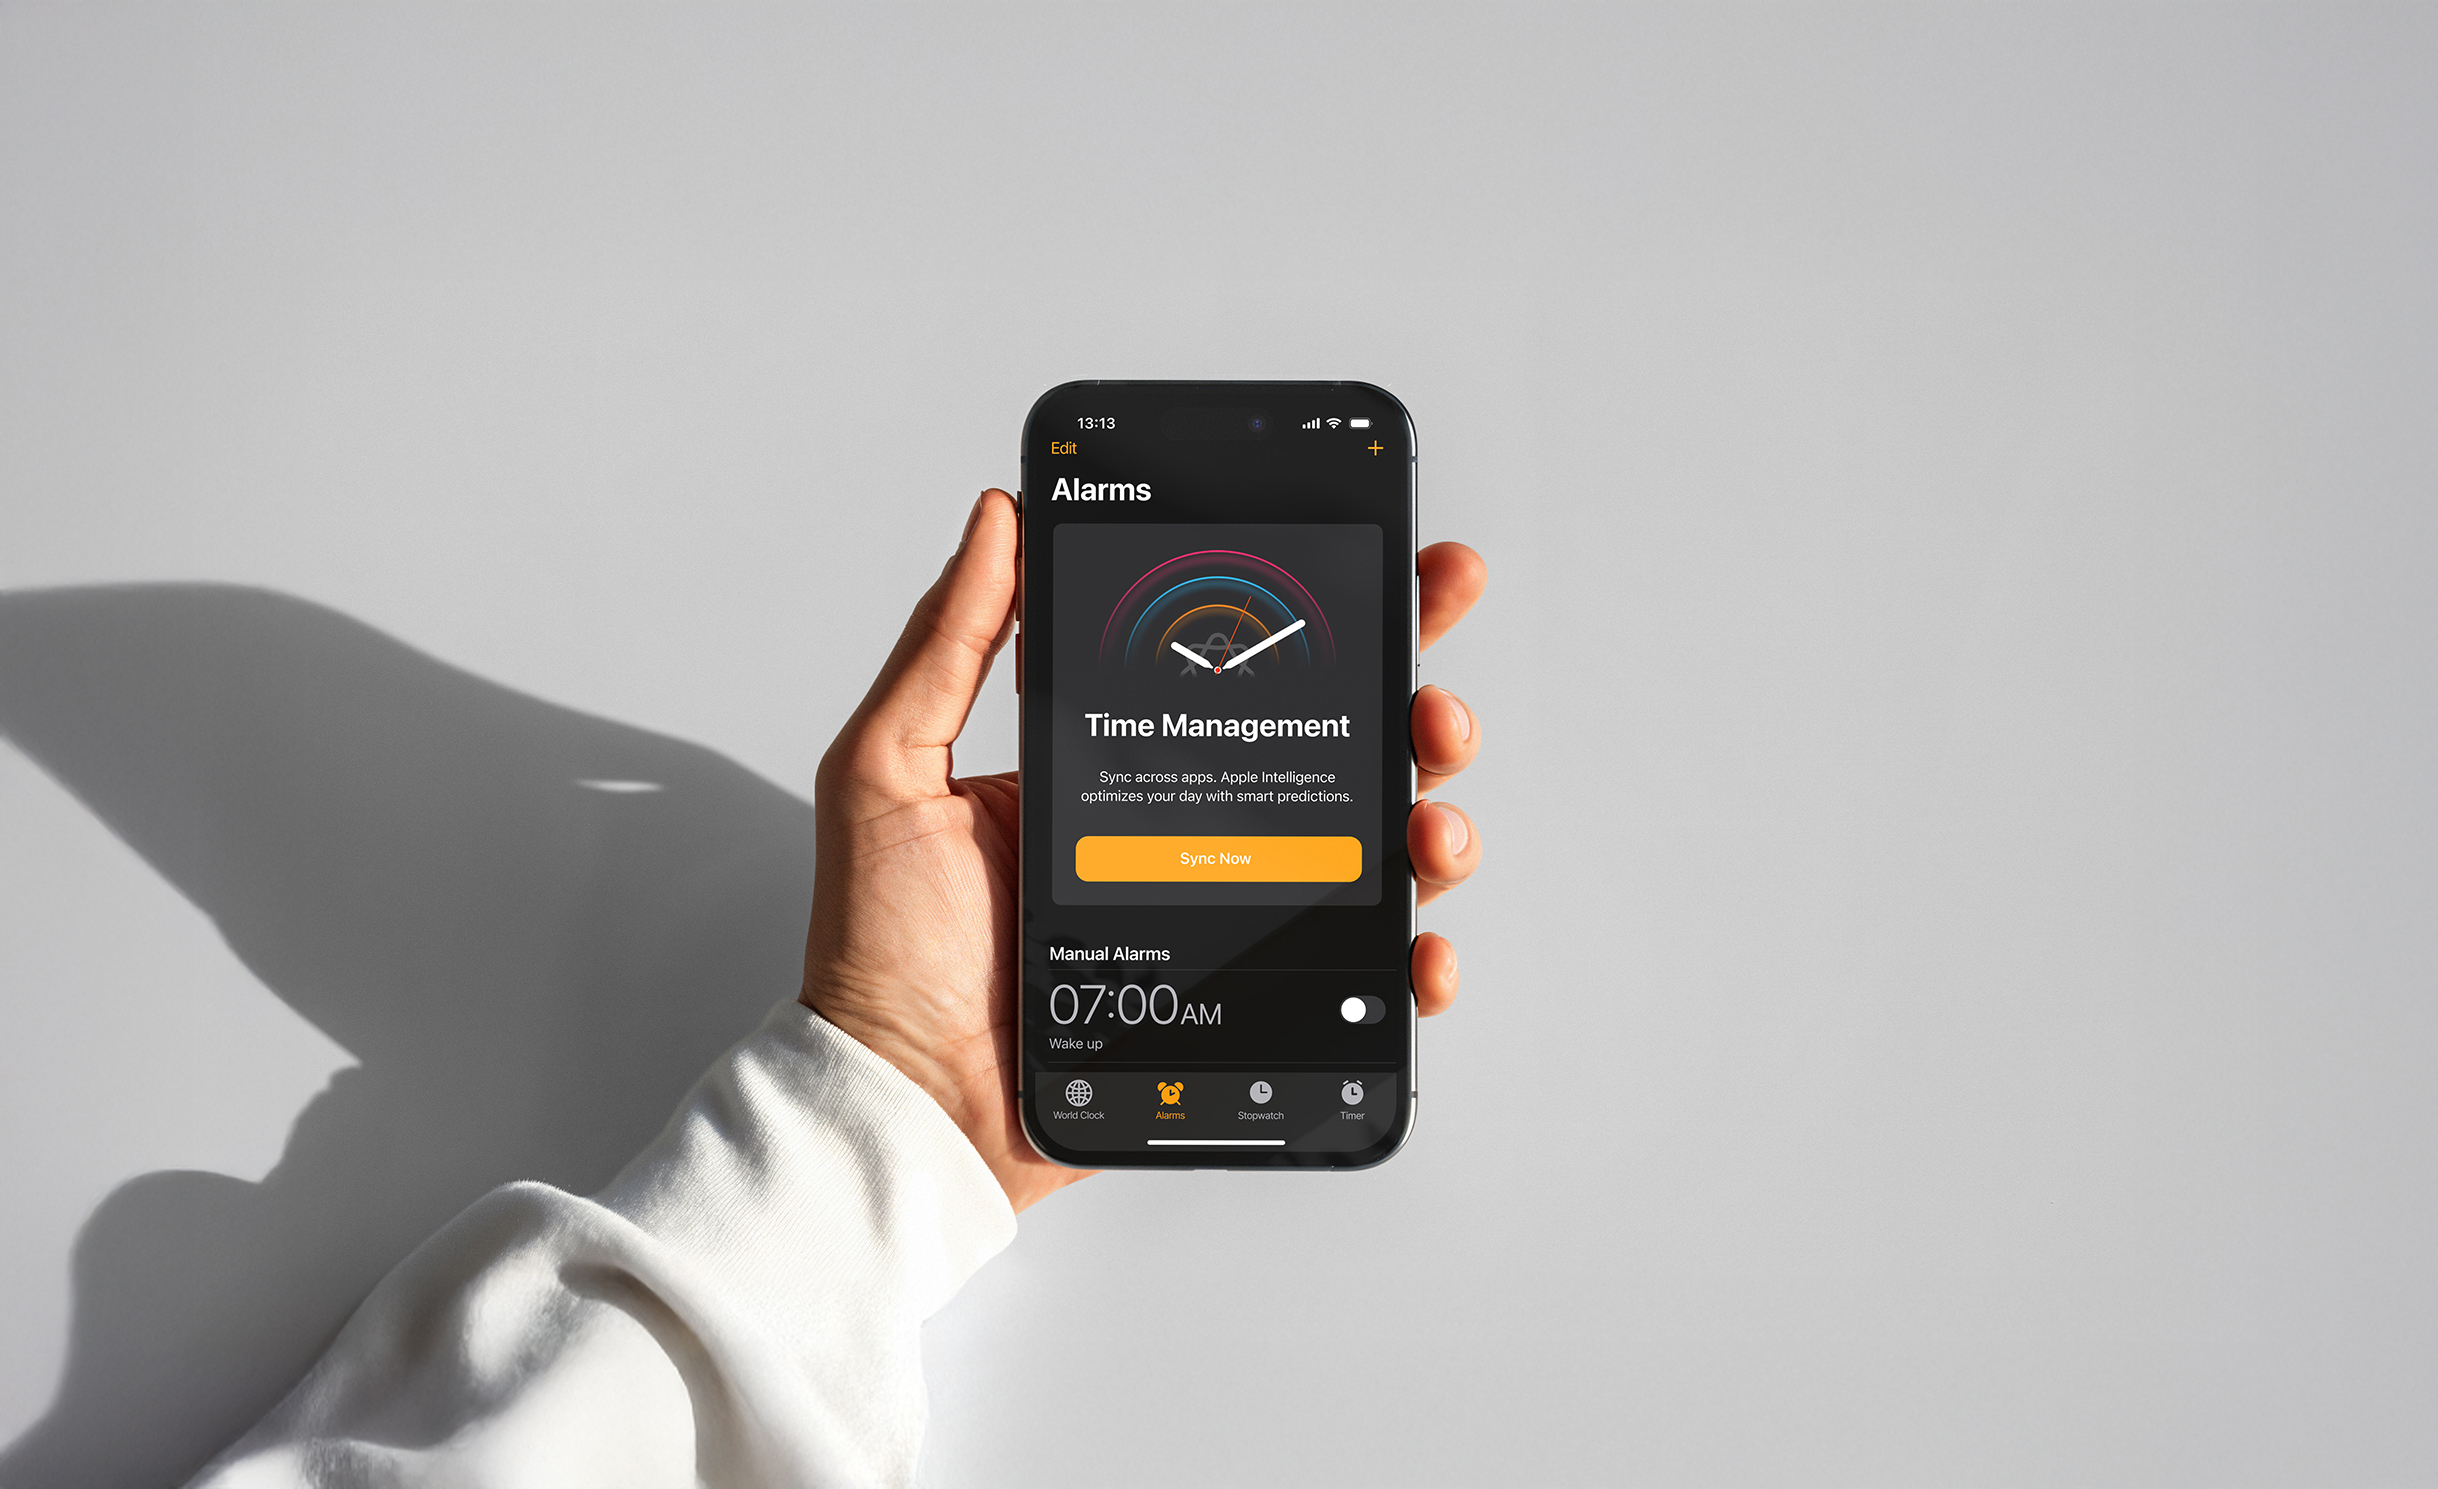 13:13
Edit
+
Alarms
Time Management
Sync across apps. Apple Intelligence
optimizes your day with smart predictions.
Sync Now
Manual Alarms
07:00AM
Wake up
World Clock Alarms Stopwatch Timer